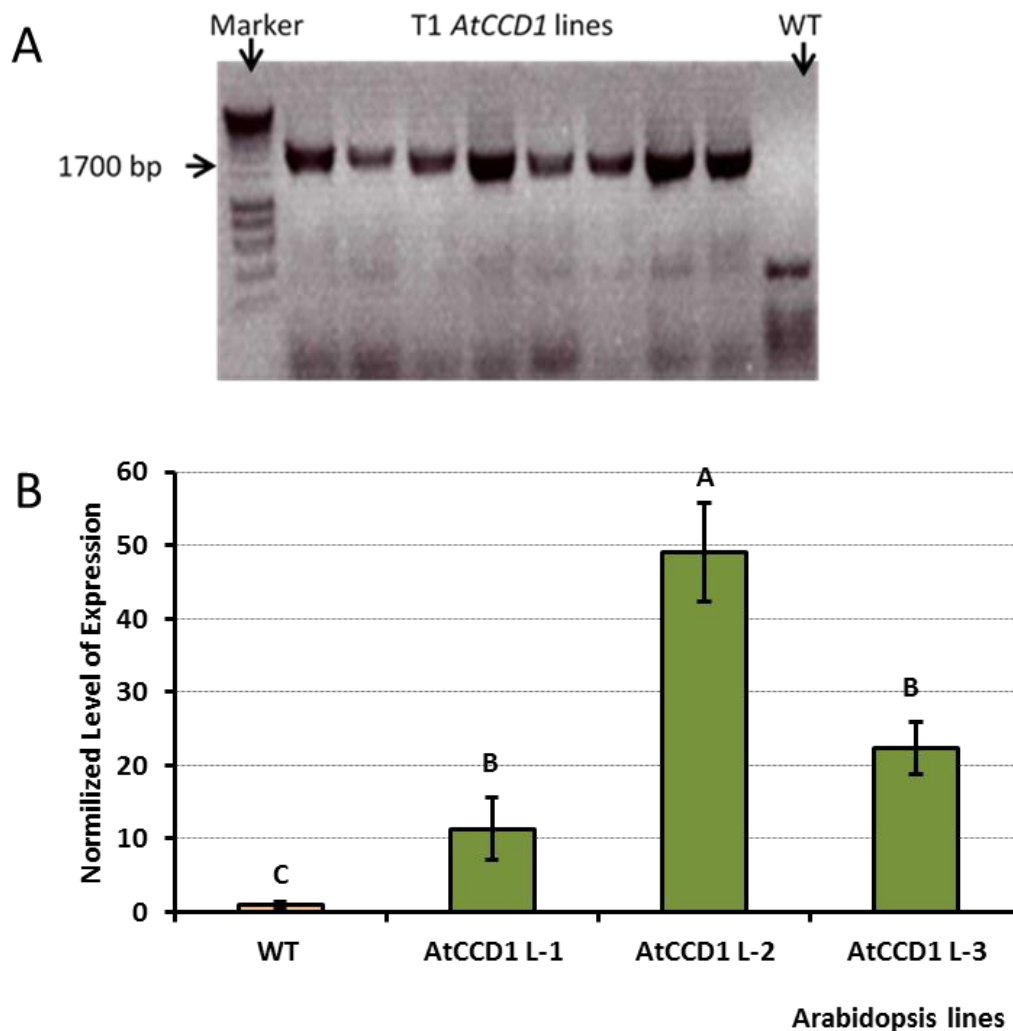 A
Marker
T1 AtCCD1 lines
WT
1700 bp
B
Normilized Level of Expression
60
50
40
30
20
10
0
C
B
A
B
WT
AtCCD1 L-1
AtCCD1 L-2
AtCCD1 L-3
Arabidopsis lines